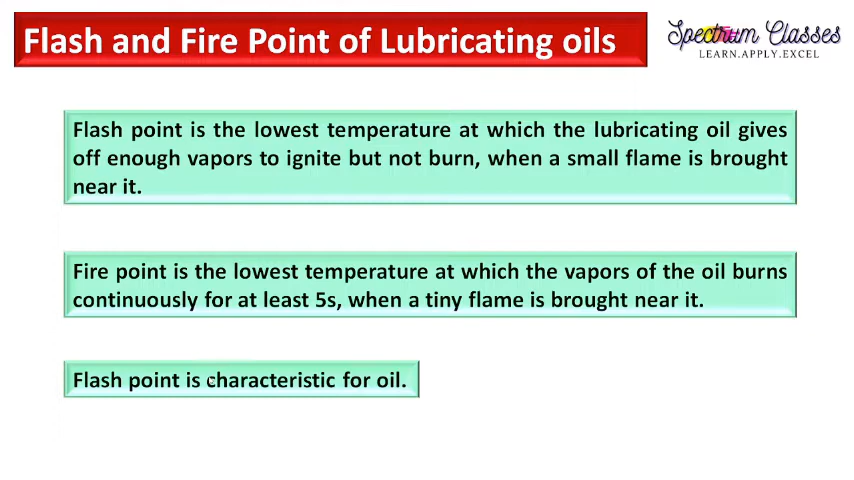 Flash and Fire Point of Lubricating oils
Spectrum Classes
LEARN.APPLY.EXCEL
Flash point is the lowest temperature at which the lubricating oil gives
off enough vapors to ignite but not burn, when a small flame is brought
near it.
Fire point is the lowest temperature at which the vapors of the oil burns
continuously for at least 5s, when a tiny flame is brought near it.
Flash point is characteristic for oil.